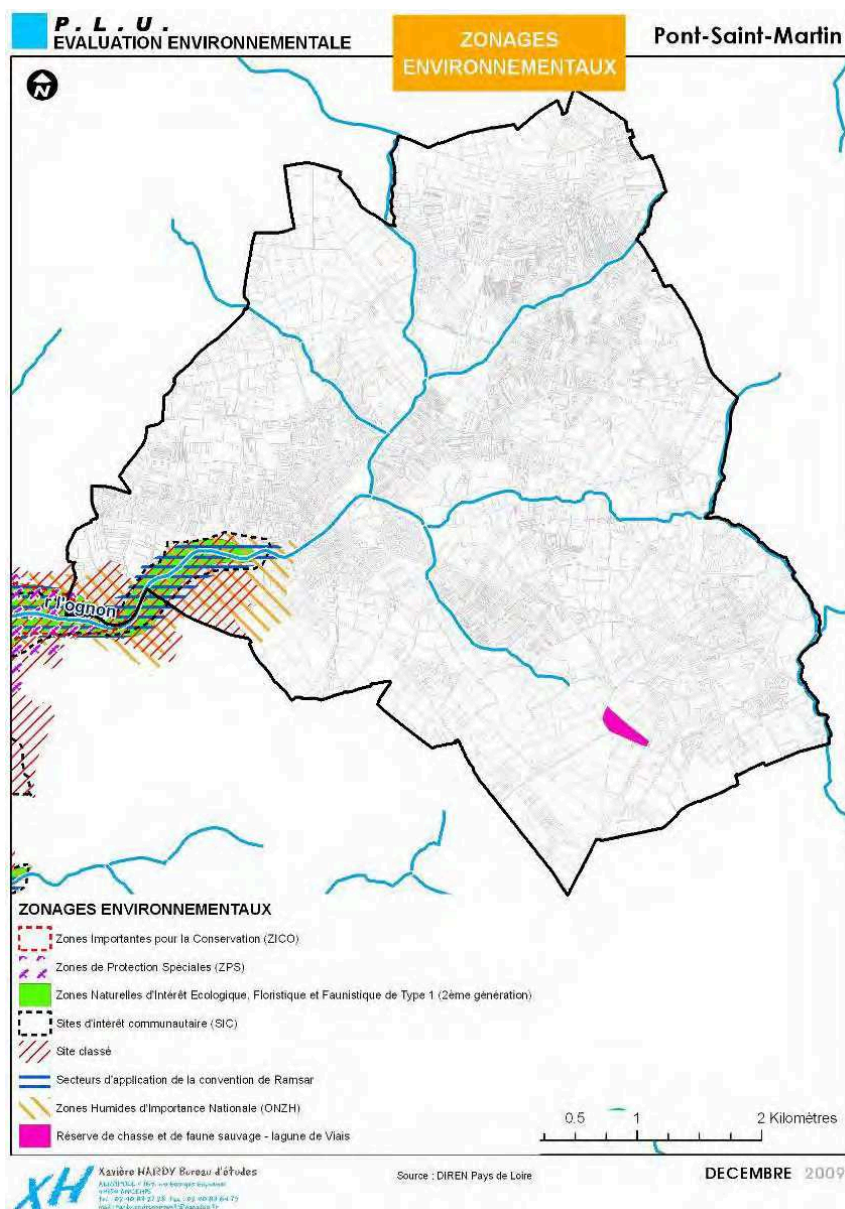 P.L.U.
EVALUATION ENVIRONNEMENTALE
ZONAGES
ENVIRONNEMENTAUX
Pont-Saint-Martin
N
r l'ognon
ZONAGES ENVIRONNEMENTAUX
Zones Importantes pour la Conservation (ZICO)
Zones de Protection Spéciales (ZPS)
Zones Naturelles d'Intérêt Ecologique, Floristique et Faunistique de Type 1 (2ème génération)
Sites d'intérêt communautaire (SIC)
Site classé
Secteurs d'application de la convention de Ramsar
Zones Humides d'Importance Nationale (ONZH)
Réserve de chasse et de faune sauvage - lagune de Viais
0.5 1 2 Kilomètres
XH
Xavière HARDY Bureau d'études
Source : DIREN Pays de Loire
DECEMBRE 2009